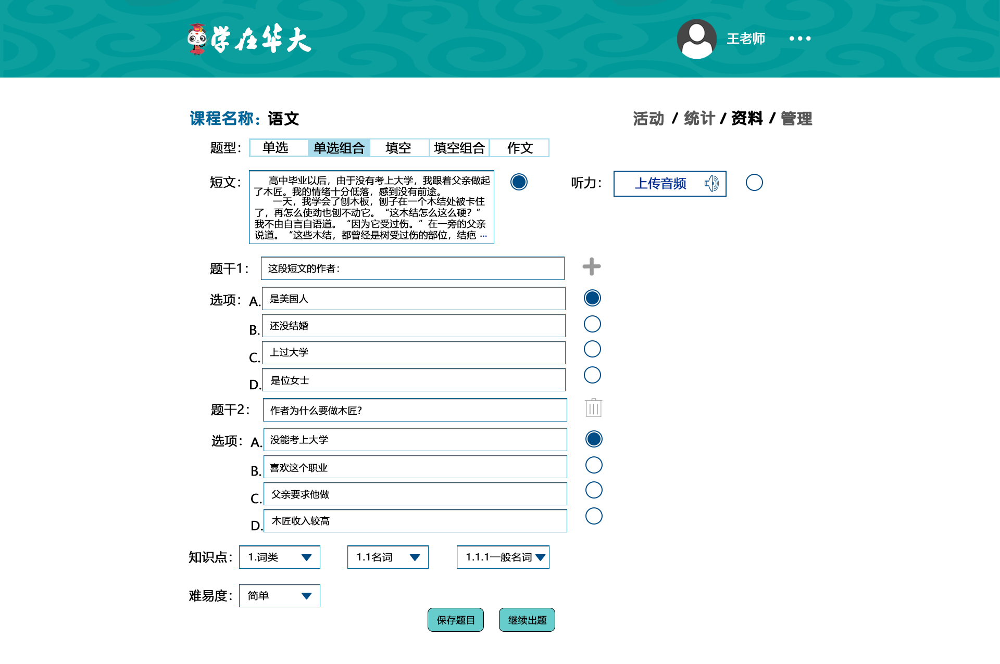 学在华大
王老师
课程名称：语文
活动 / 统计 / 资料 / 管理
题型： 单选 单选组合 填空 填空组合 作文
短文：
高中毕业以后，由于没有考上大学，我跟着父亲做起
了木匠。我的情绪十分低落，感到没有前途。
一天，我学会了刨木板，刨子在一个木结处被卡住
了，再怎么使劲也刨不动它。“这木结怎么这么硬？”
我不由自言自语道。“因为它受过伤。”在一旁的父亲
说道。“这些木结，都曾经是树受过伤的部位，结疤 ...
听力： 上传音频
题干1： 这段短文的作者：
选项： A. 是美国人
B. 还没结婚
C. 上过大学
D. 是位女士
题干2： 作者为什么要做木匠？
选项： A. 没能考上大学
B. 喜欢这个职业
C. 父亲要求他做
D. 木匠收入较高
知识点： 1.词类 1.1名词 1.1.1一般名词
难易度： 简单
保存题目 继续出题